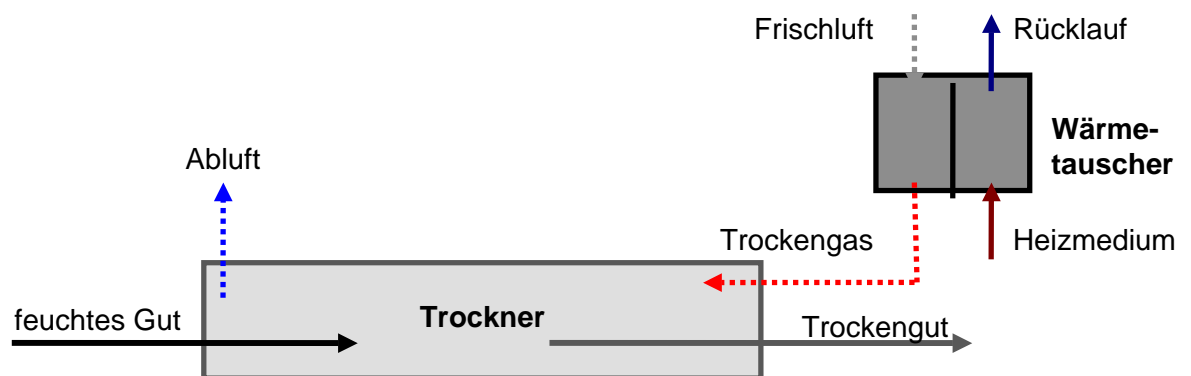 Frischluft
Rücklauf
Wärme-
tauscher
Abluft
Trockengas
Heizmedium
feuchtes Gut
Trockner
Trockengut